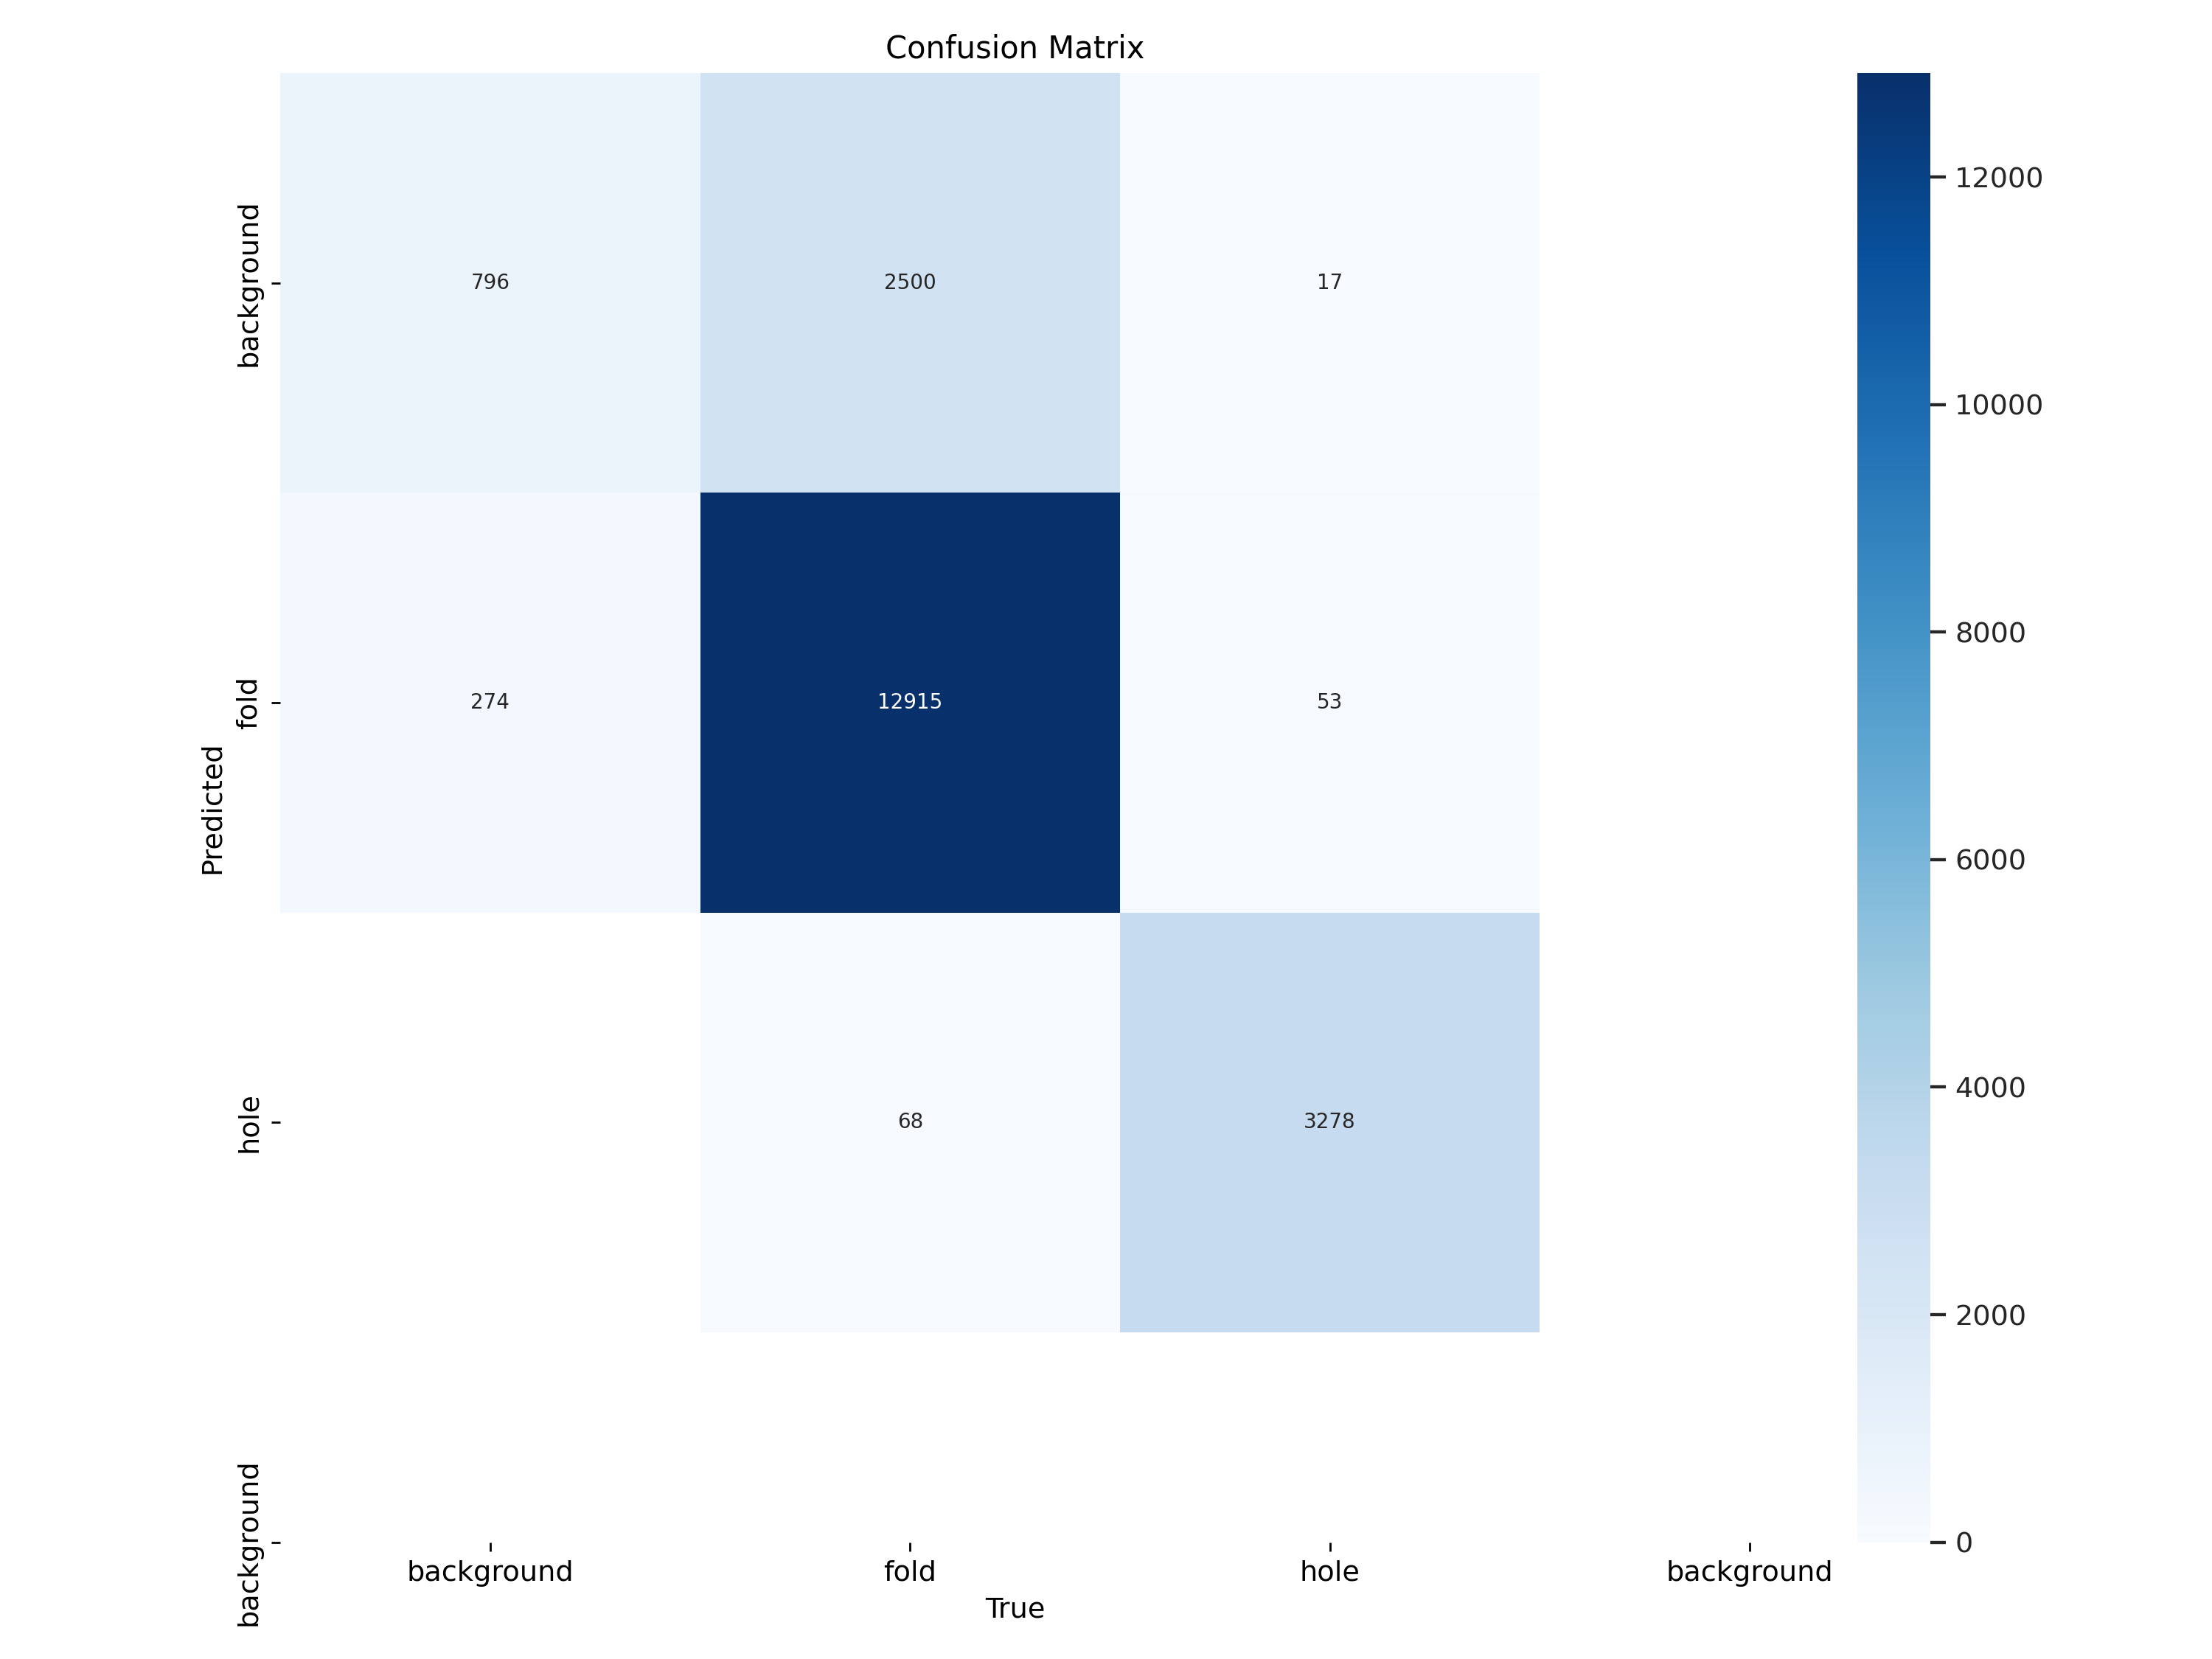 Confusion Matrix
background
796
2500
17
fold
274
12915
53
hole
68
3278
background
Predicted
background
fold
hole
background
True
12000
10000
8000
6000
4000
2000
0